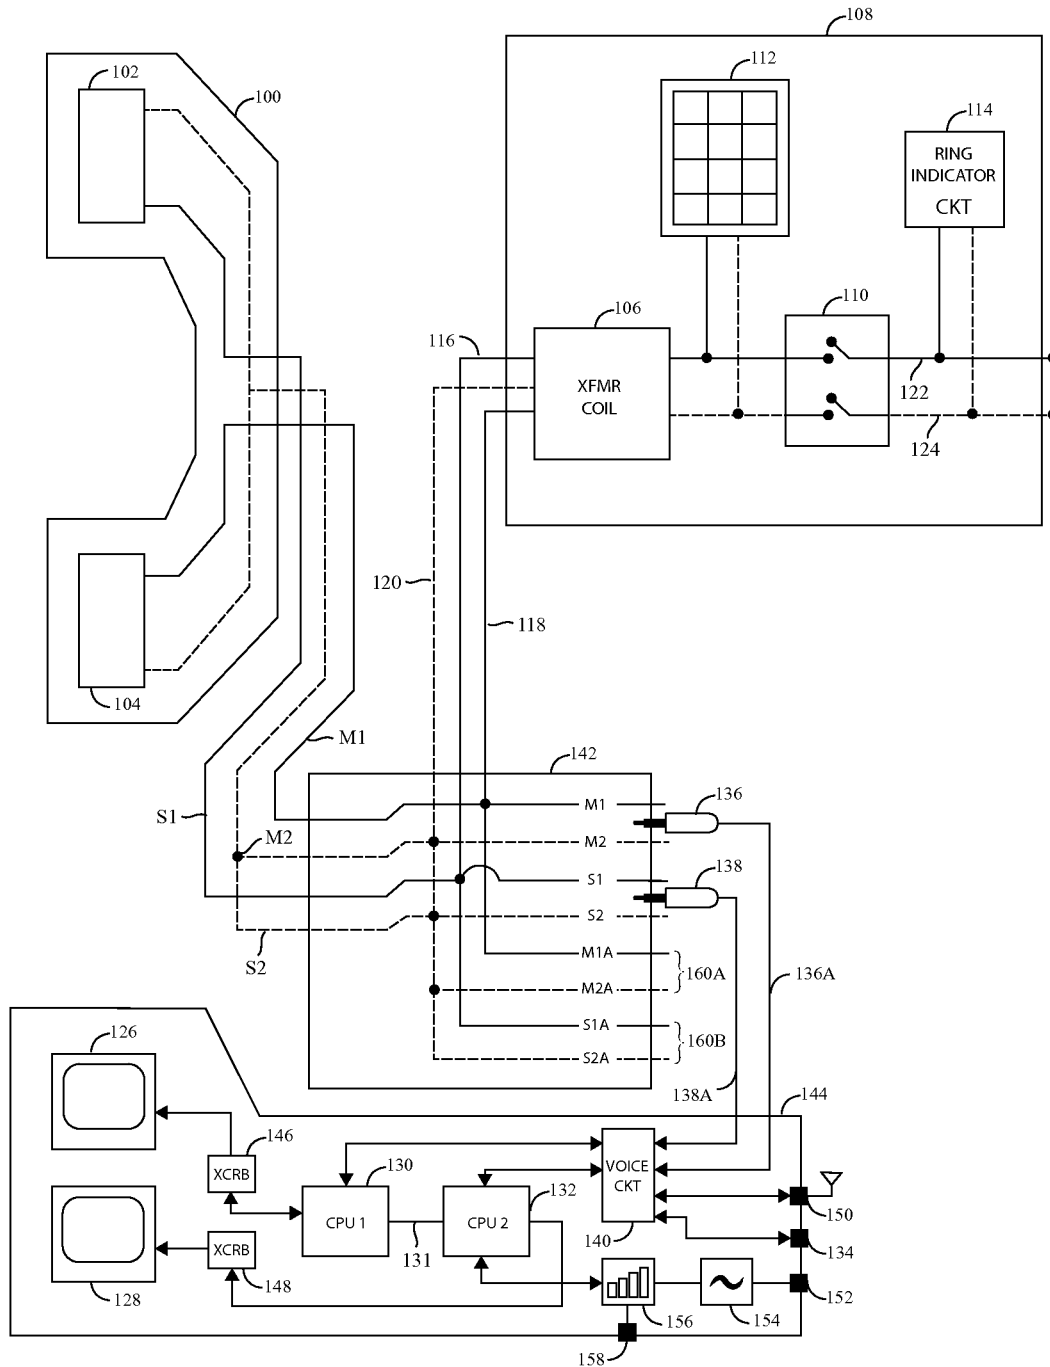 108
102
112
100
114
RING
INDICATOR
CKT
106
110
116
XFMR
COIL
122
124
120
118
104
M1
142
S1
M2
M1
136
M2
S1
138
S2
S2
M1A
160A
136A
M2A
S1A
160B
S2A
126
138A
144
146
130
VOICE
CKT
XCRB
132
CPU 1
CPU 2
150
140
134
XCRB
131
148
128
152
156
154
158